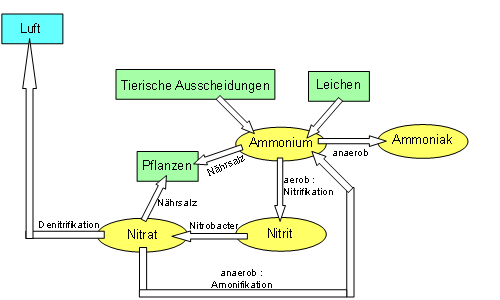 Luft
Tierische Ausscheidungen
Leichen
Ammonium
Ammoniak
anaerob
Pflanzen
Nährsalz
aerob :
Nitrifikation
Nährsalz
Denitrifikation
Nitrobacter
Nitrat
Nitrit
anaerob :
Amonifikation